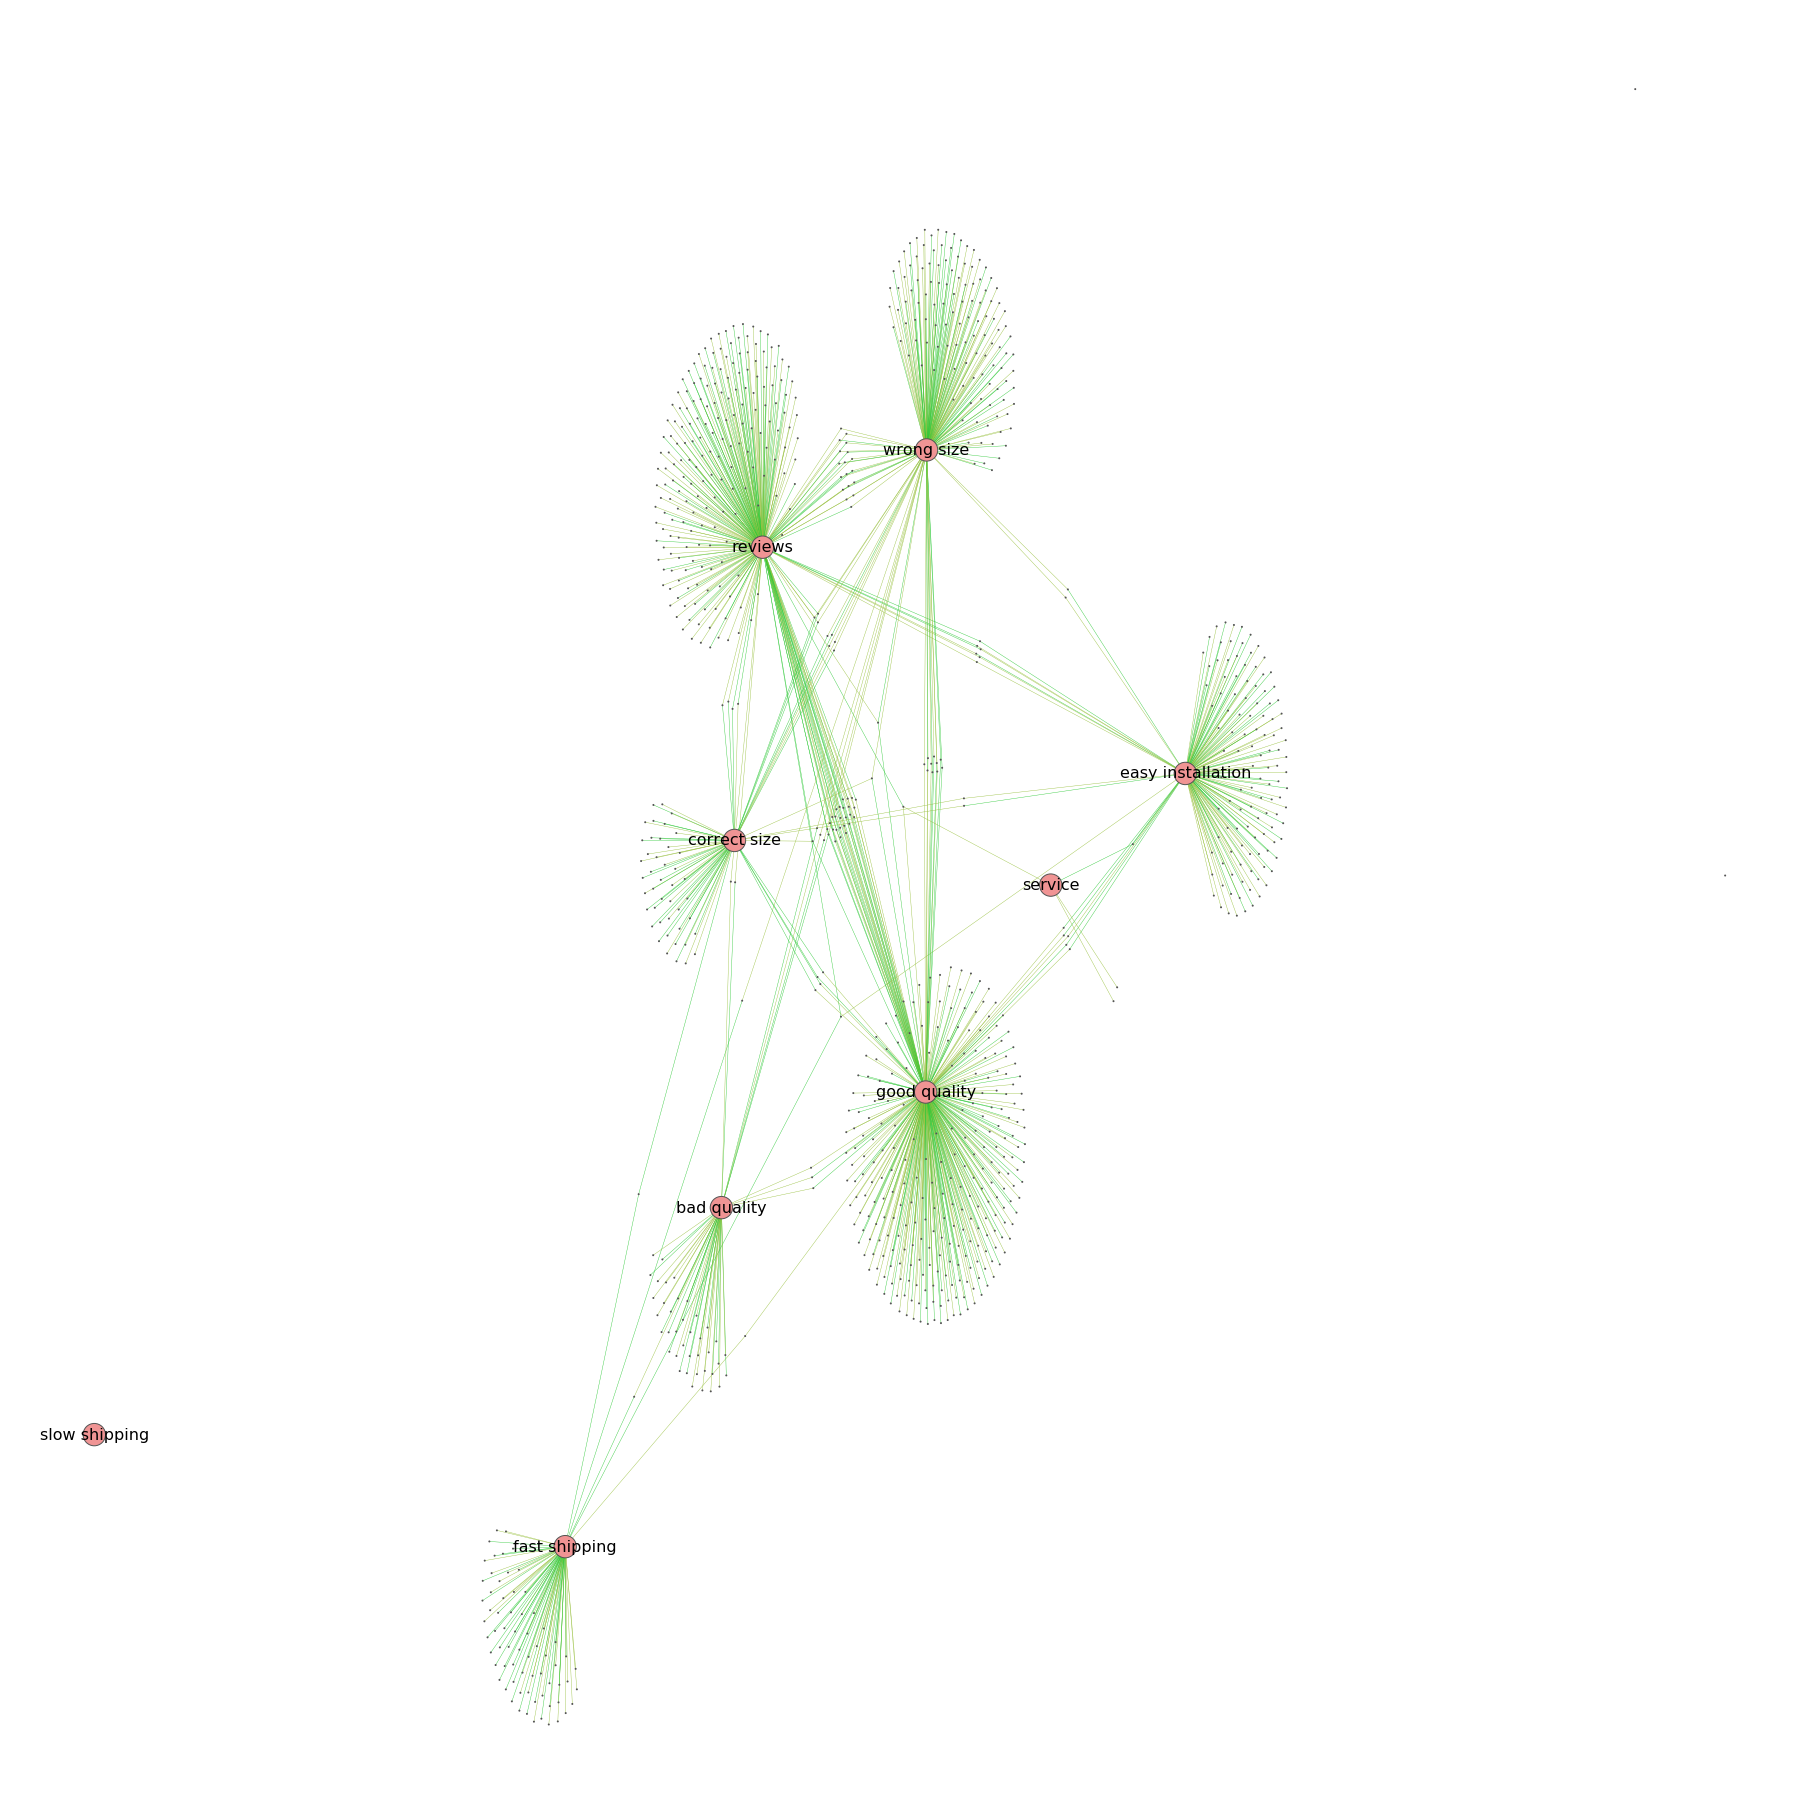 wrong size
reviews
easy installation
correct size
service
good quality
bad quality
slow shipping
fast shipping